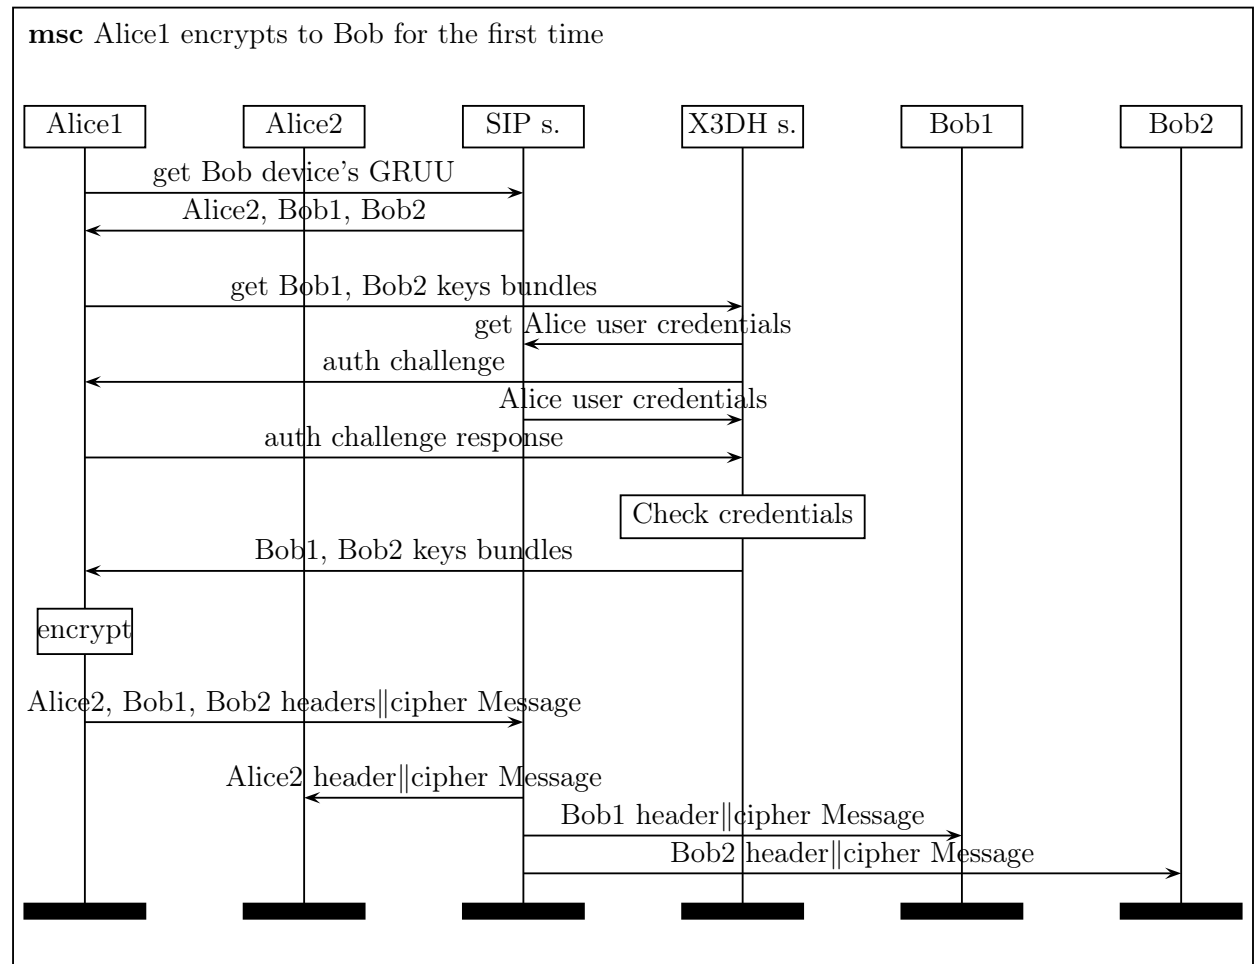 msc Alice1 encrypts to Bob for the first time
Alice1
Alice2
SIP s.
X3DH s.
Bob1
Bob2
get Bob device's GRUU
Alice2, Bob1, Bob2
get Bob1, Bob2 keys bundles
get Alice user credentials
auth challenge
Alice user credentials
auth challenge response
Check credentials
Bob1, Bob2 keys bundles
encrypt
Alice2, Bob1, Bob2 headers‖cipher Message
Alice2 header‖cipher Message
Bob1 header‖cipher Message
Bob2 header‖cipher Message